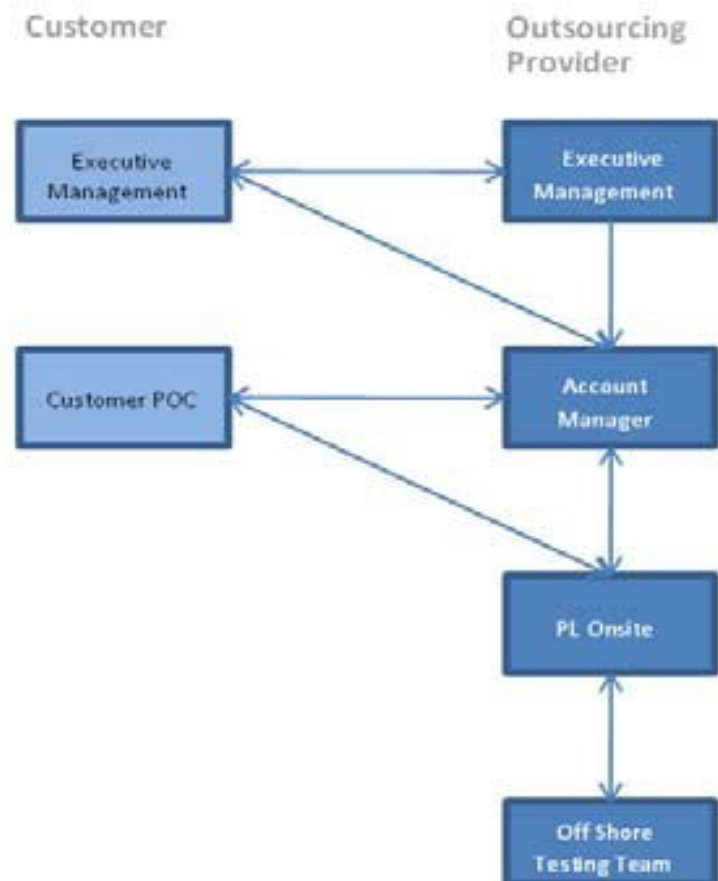 Customer
Outsourcing
Provider
Executive
Management
Executive
Management
Customer POC
Account
Manager
PL Onsite
Off Shore
Testing Team